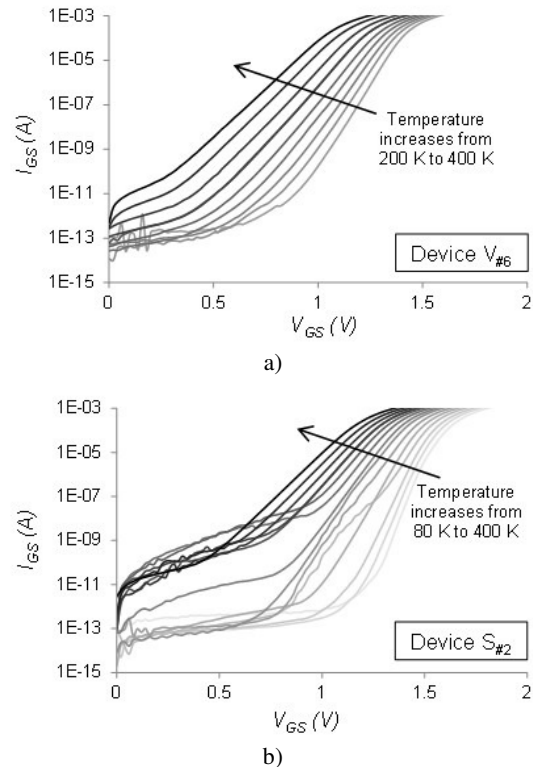 1E-03
1E-05
1E-07
1E-09
1E-11
1E-13
1E-15
I_GS (A)
Temperature
increases from
200 K to 400 K
Device V#6
0 0.5 1 1.5 2
V_GS (V)
a)
1E-03
1E-05
1E-07
1E-09
1E-11
1E-13
1E-15
I_GS (A)
Temperature
increases from
80 K to 400 K
Device S#2
0 0.5 1 1.5 2
V_GS (V)
b)